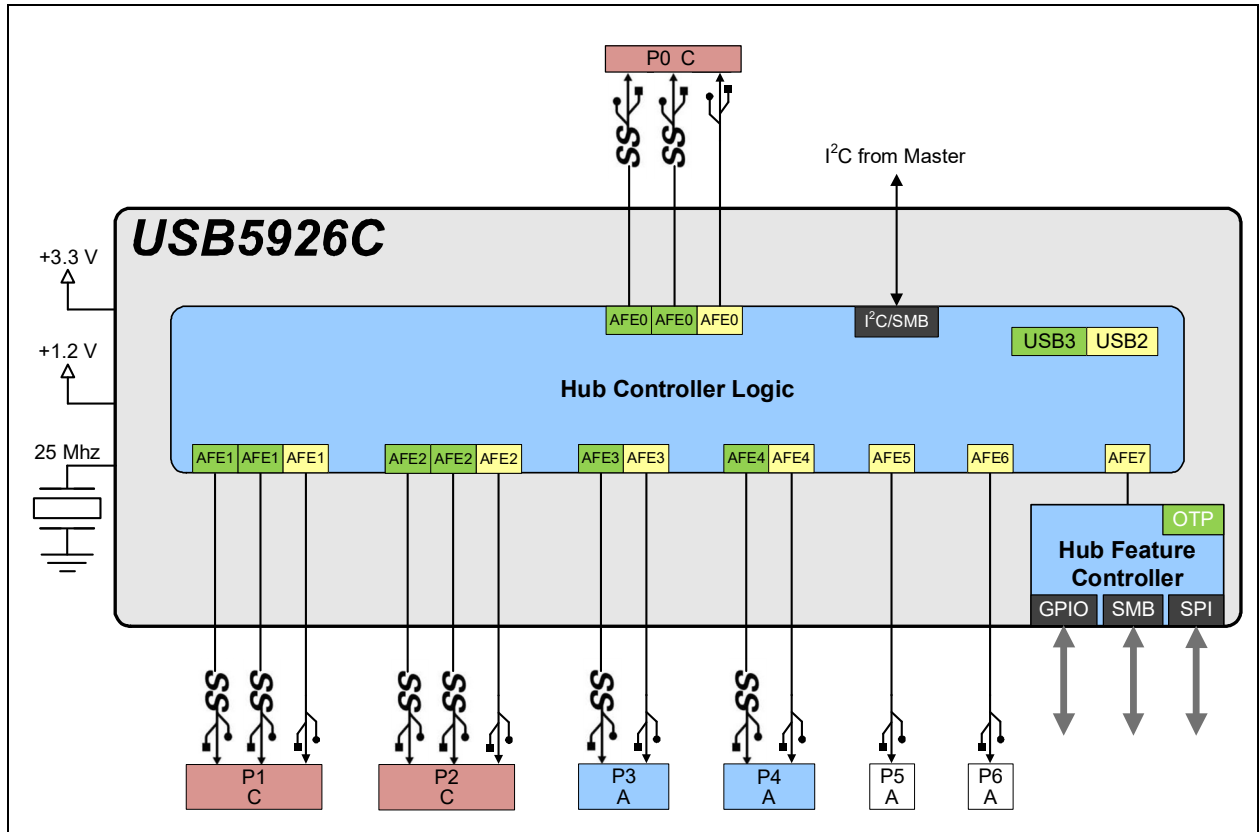 P0 C
SS SS
I²C from Master
USB5926C
+3.3 V
AFE0 AFE0 AFE0
I²C/SMB
USB3 USB2
+1.2 V
Hub Controller Logic
25 Mhz
AFE1 AFE1 AFE1 AFE2 AFE2 AFE2 AFE3 AFE3 AFE4 AFE4 AFE5 AFE6 AFE7
OTP
Hub Feature
Controller
GPIO SMB SPI
SS SS SS SS SS SS
P1
C
P2
C
P3
A
P4
A
P5
A
P6
A